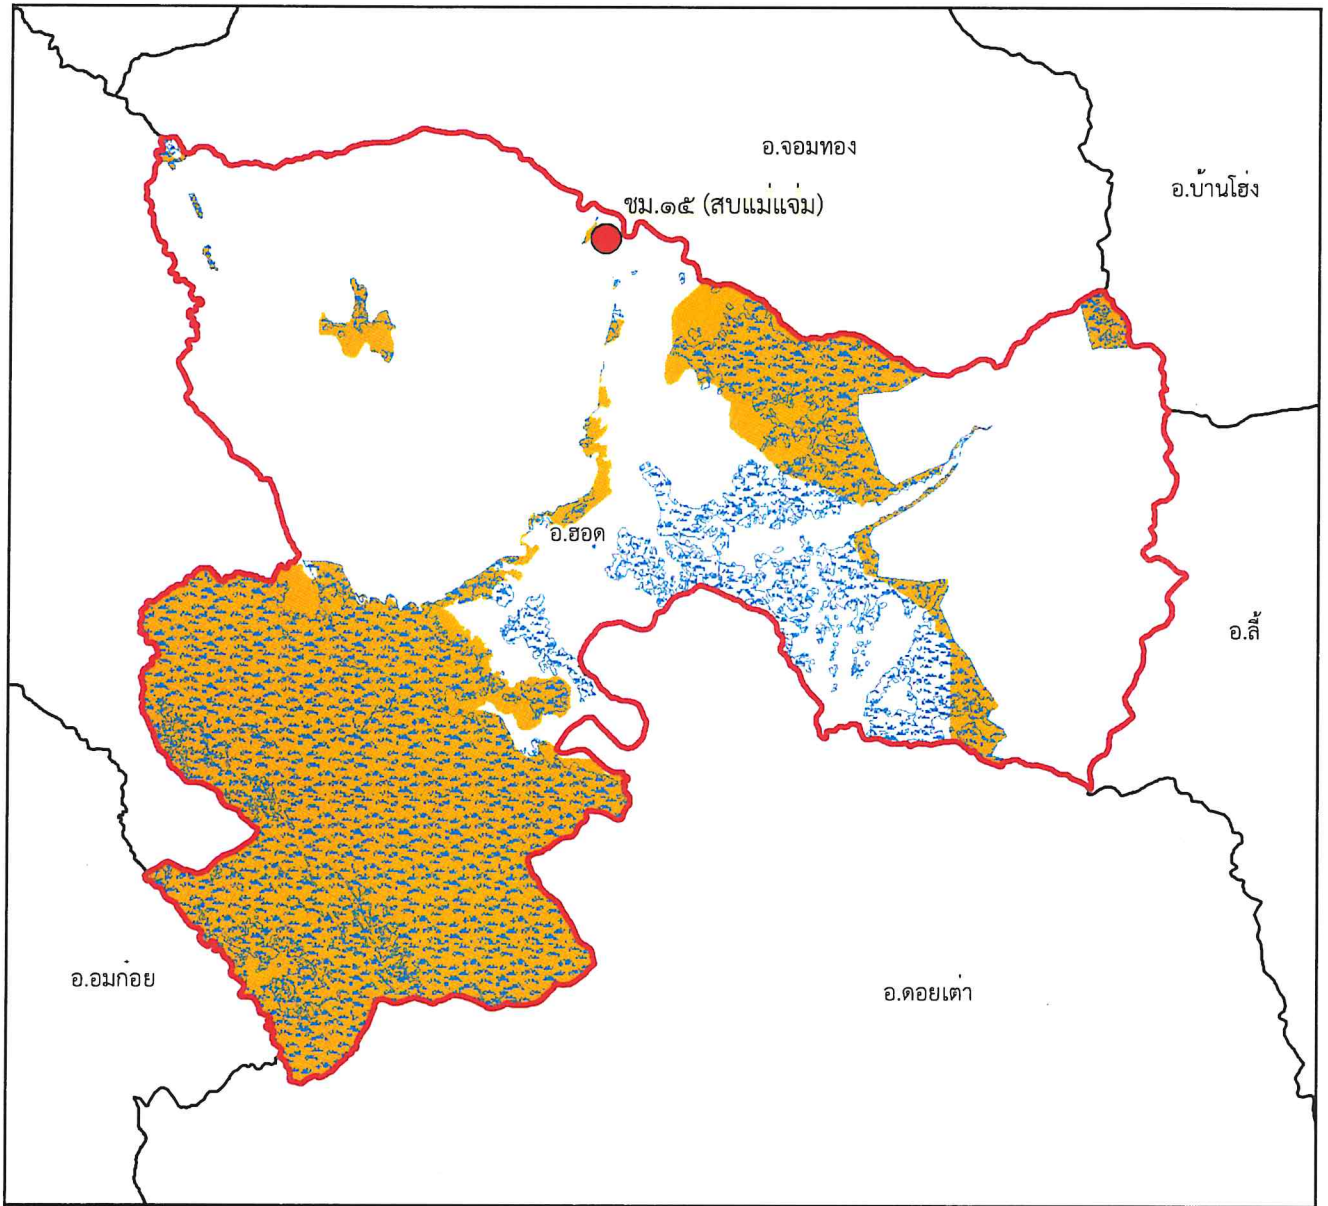 อ.จอมทอง
อ.บ้านโฮ่ง
ชม.๑๕ (สบแม่แจ่ม)
อ.ฮอด
อ.ลี้
อ.อมก๋อย
อ.ดอยเต่า